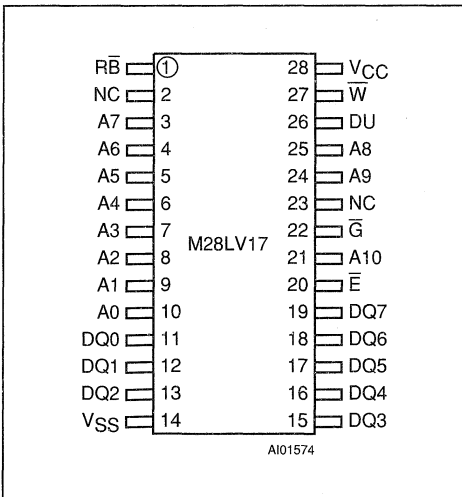 RB̅ 1 28 VCC
NC 2 27 W̅
A7 3 26 DU
A6 4 25 A8
A5 5 24 A9
A4 6 23 NC
A3 7 22 G̅
M28LV17
A2 8 21 A10
A1 9 20 E̅
A0 10 19 DQ7
DQ0 11 18 DQ6
DQ1 12 17 DQ5
DQ2 13 16 DQ4
VSS 14 15 DQ3
AI01574